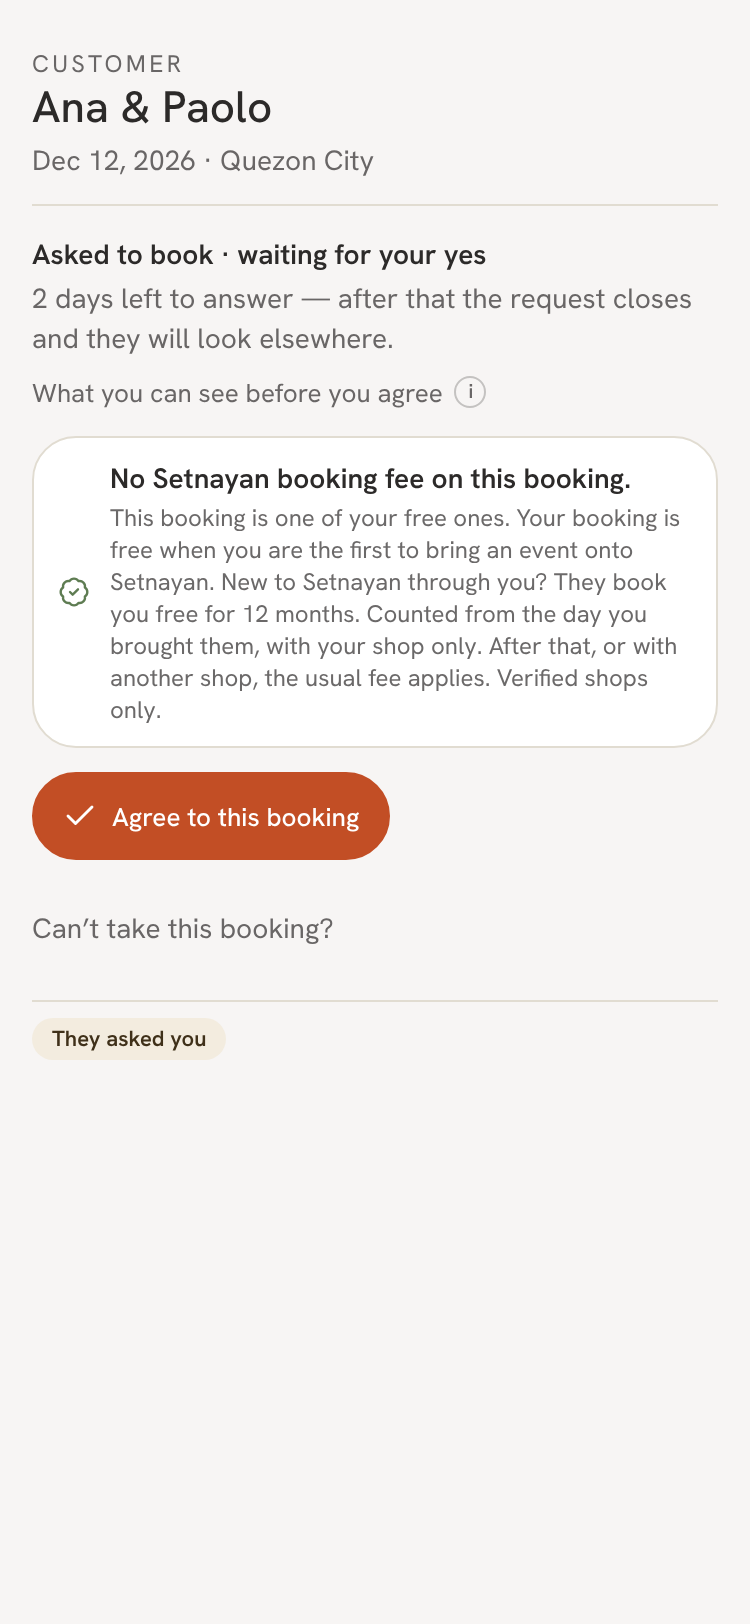 CUSTOMER
Ana & Paolo
Dec 12, 2026 · Quezon City
Asked to book · waiting for your yes
2 days left to answer — after that the request closes
and they will look elsewhere.
What you can see before you agree i
No Setnayan booking fee on this booking.
This booking is one of your free ones. Your booking is
free when you are the first to bring an event onto
Setnayan. New to Setnayan through you? They book
you free for 12 months. Counted from the day you
brought them, with your shop only. After that, or with
another shop, the usual fee applies. Verified shops
only.
Agree to this booking
Can’t take this booking?
They asked you